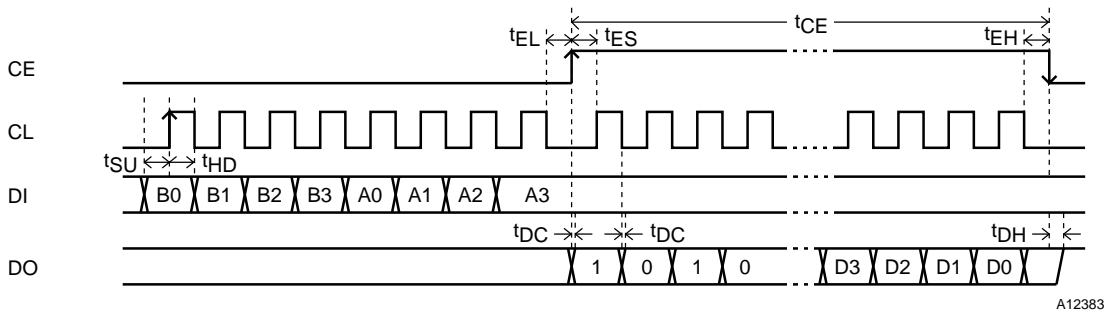 tCE
tEL tES tEH
CE
CL
tSU tHD
DI B0 B1 B2 B3 A0 A1 A2 A3
tDC tDC tDH
DO 1 0 1 0 D3 D2 D1 D0
A12383